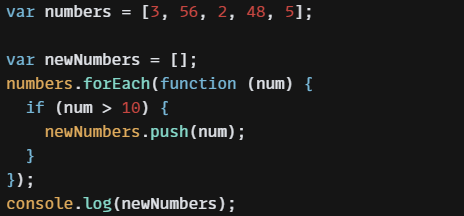 var numbers = [3, 56, 2, 48, 5];

var newNumbers = [];
numbers.forEach(function (num) {
  if (num > 10) {
    newNumbers.push(num);
  }
});
console.log(newNumbers);